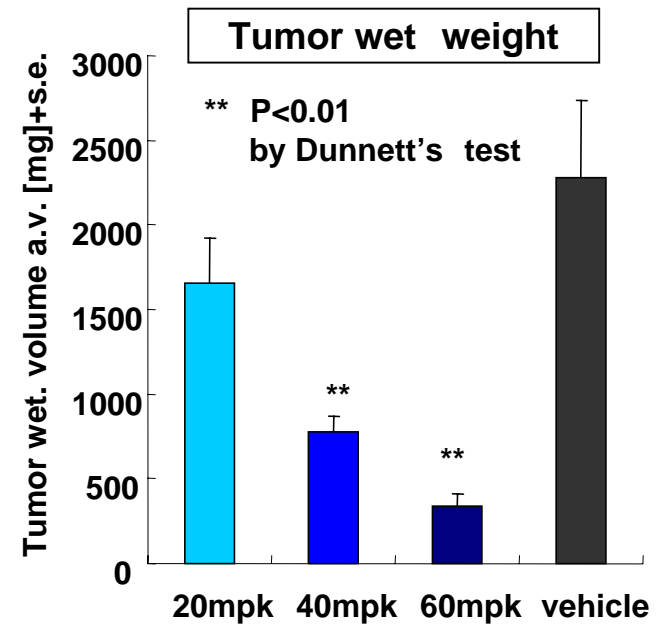 Tumor wet weight
** P<0.01
by Dunnett's test
Tumor wet. volume a.v. [mg]+s.e.
3000
2500
2000
1500
1000
500
0
**
**
20mpk 40mpk 60mpk vehicle